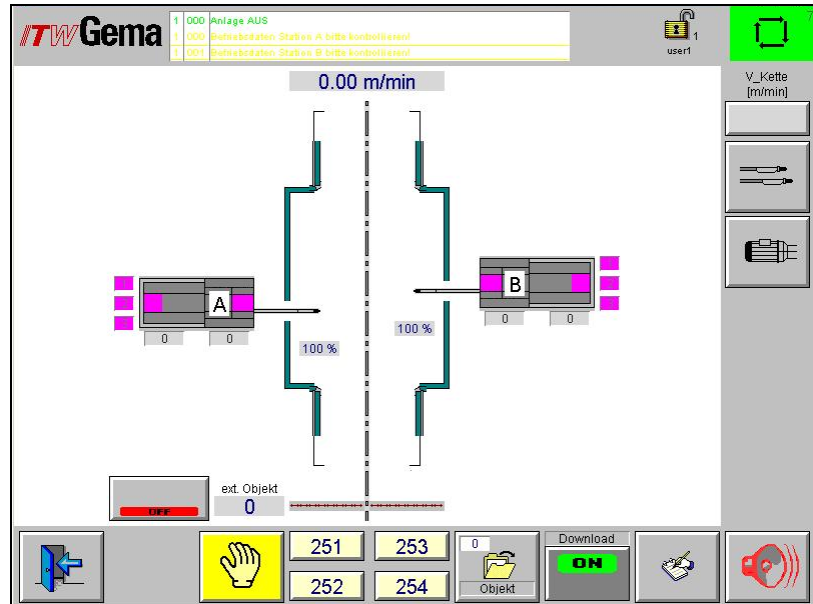 ITW Gema
1 000 Anlage AUS
1 000 Betriebsdaten Station A bitte kontrollieren!
1 001 Betriebsdaten Station B bitte kontrollieren!
1
user1
7
V_Kette
[m/min]
0.00 m/min
A
B
0 0
0 0
100 %
100 %
ext. Objekt
OFF
0
251 253
252 254
0
Objekt
Download
ON